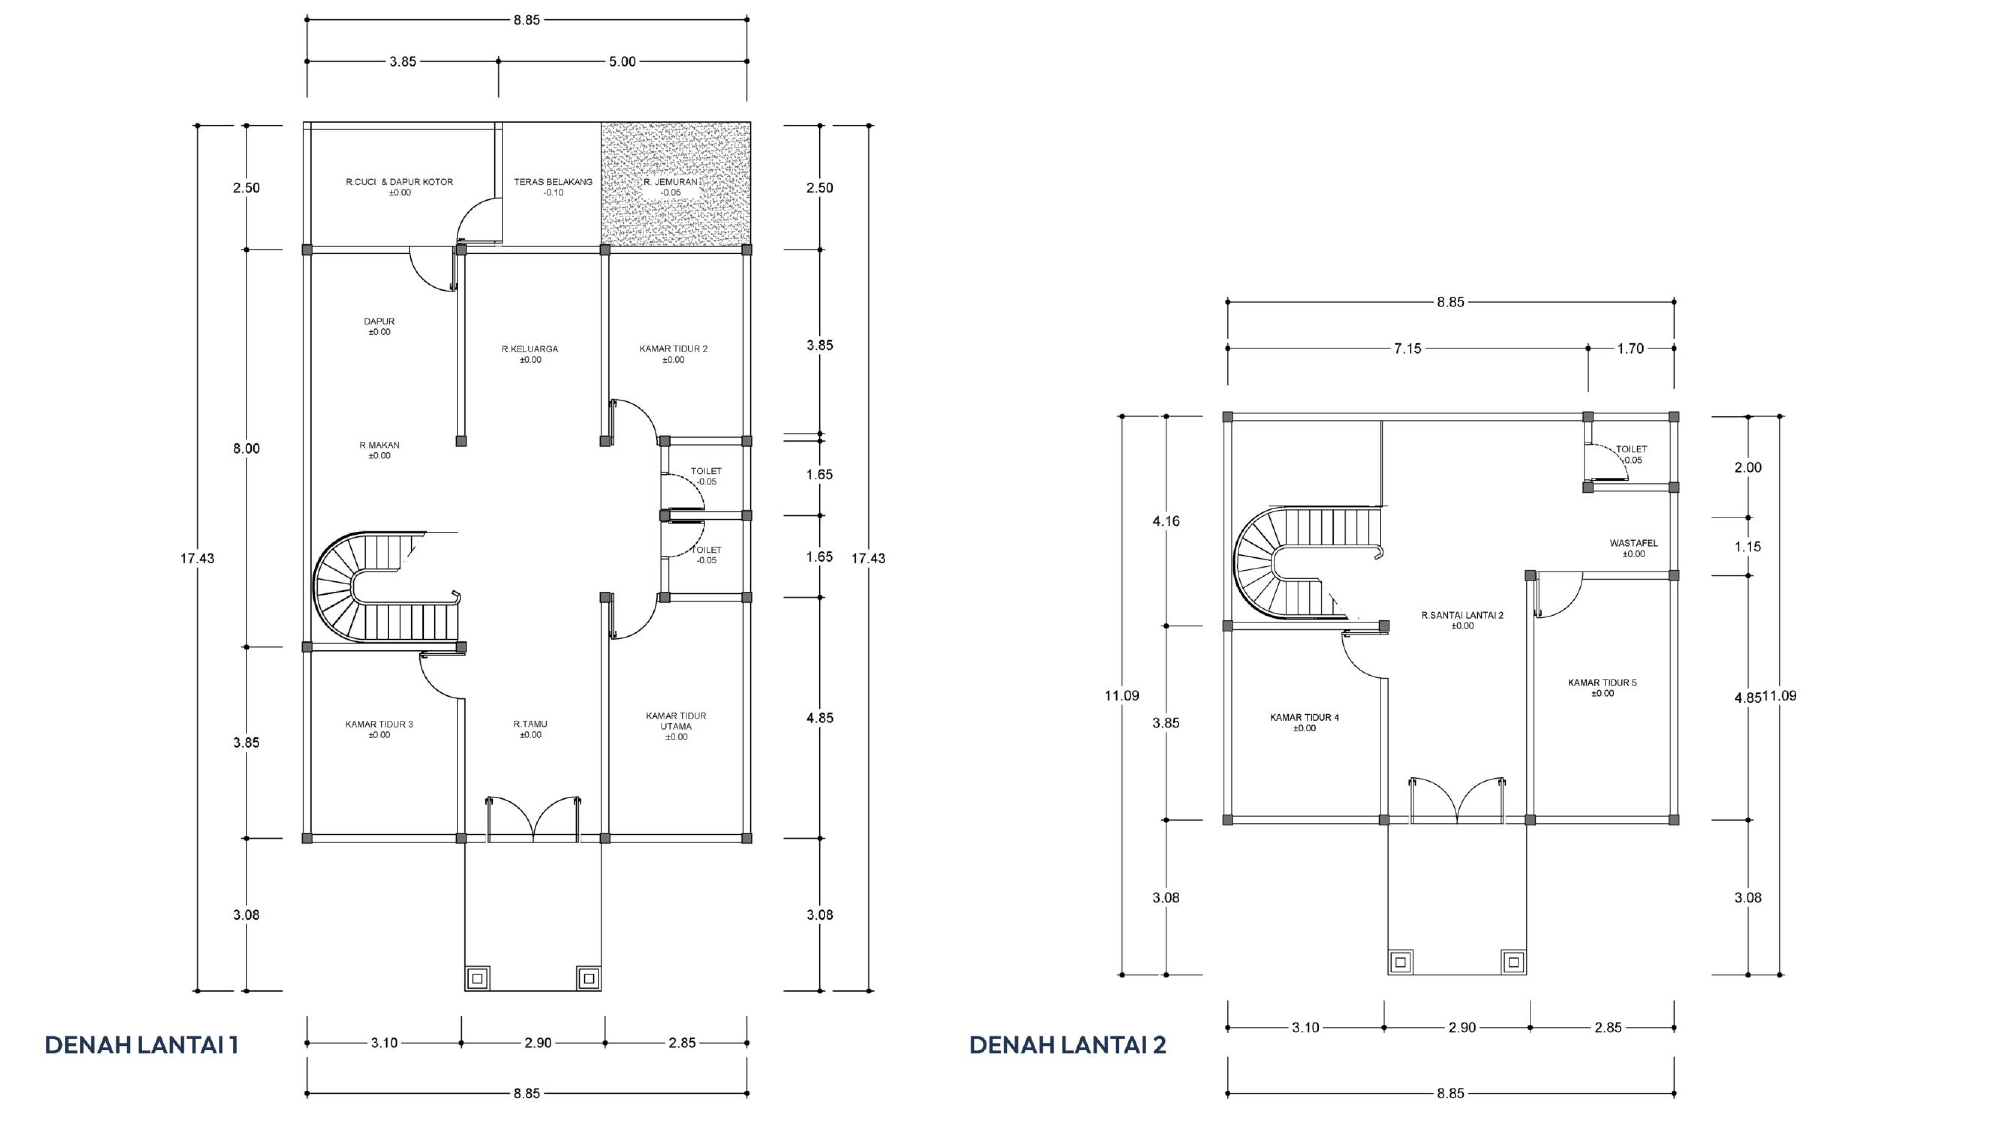 8.85
3.85
5.00
2.50
R.CUCI & DAPUR KOTOR
±0.00
TERAS BELAKANG
-0.10
R. JEMURAN
-0.05
2.50
DAPUR
±0.00
R.KELUARGA
±0.00
KAMAR TIDUR 2
±0.00
3.85
8.00
R.MAKAN
±0.00
TOILET
-0.05
1.65
17.43
TOILET
-0.05
1.65
17.43
3.85
KAMAR TIDUR 3
±0.00
R.TAMU
±0.00
KAMAR TIDUR
UTAMA
±0.00
4.85
3.08
3.08
DENAH LANTAI 1
3.10
2.90
2.85
8.85
8.85
7.15
1.70
4.16
TOILET
-0.05
2.00
WASTAFEL
±0.00
1.15
R.SANTAI LANTAI 2
±0.00
11.09
3.85
KAMAR TIDUR 4
±0.00
KAMAR TIDUR 5
±0.00
4.85
11.09
3.08
3.08
DENAH LANTAI 2
3.10
2.90
2.85
8.85